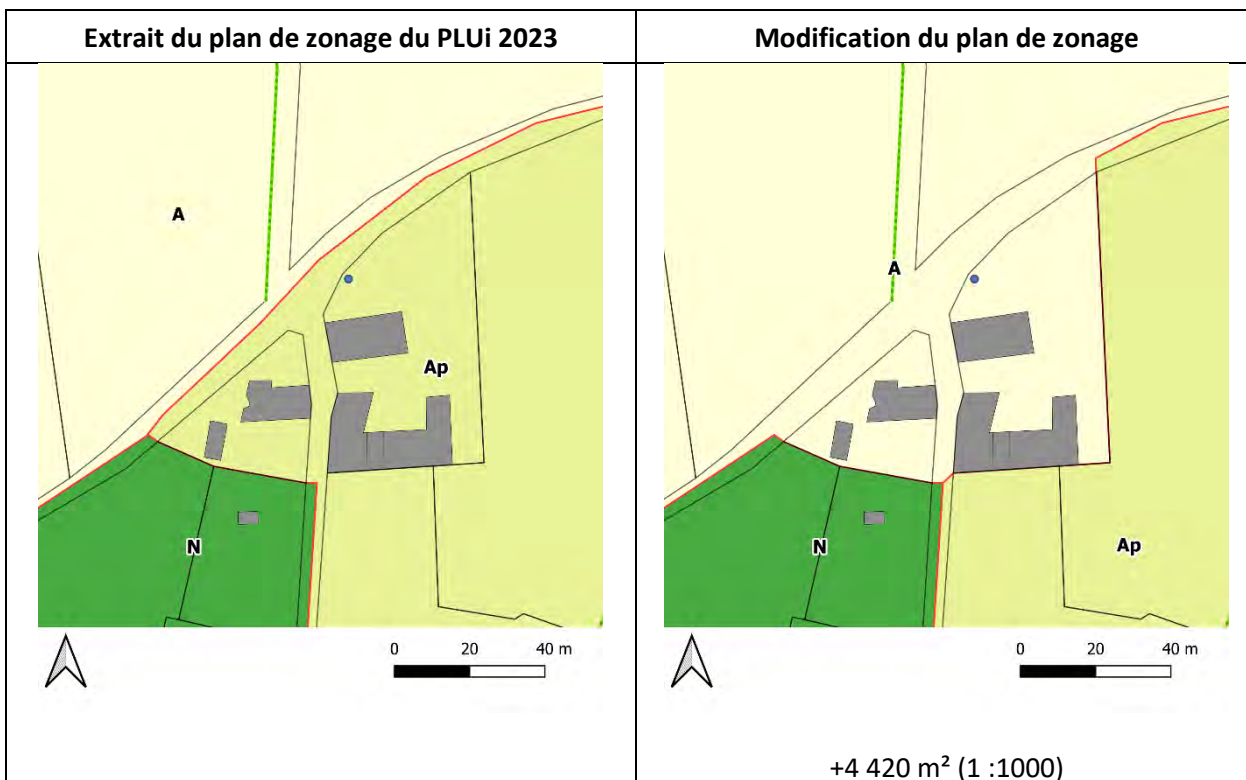 Extrait du plan de zonage du PLUi 2023
A
Ap
N
0 20 40 m
Modification du plan de zonage
A
N
Ap
0 20 40 m
+4 420 m² (1 :1000)